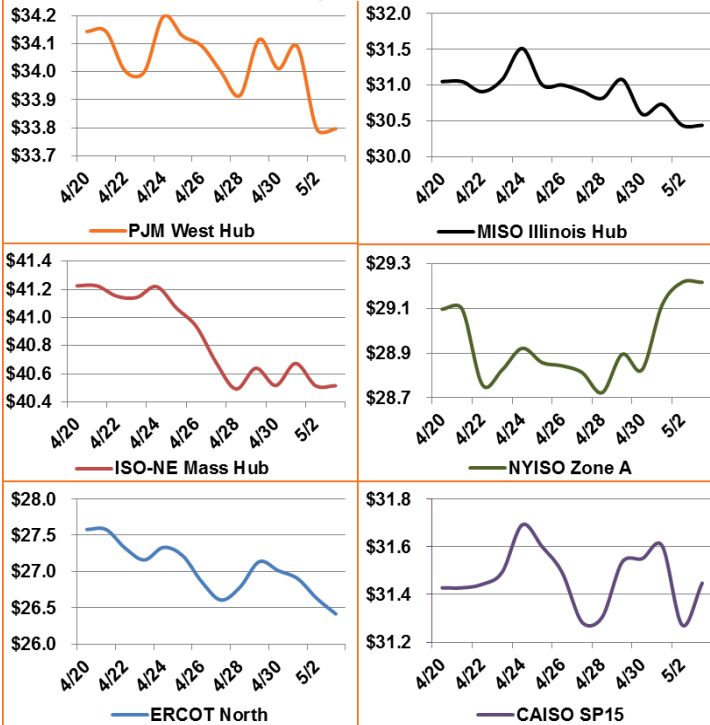 $34.2
$34.1
$34.0
$33.9
$33.8
$33.7
4/20 4/22 4/24 4/26 4/28 4/30 5/2
PJM West Hub
$32.0
$31.5
$31.0
$30.5
$30.0
4/20 4/22 4/24 4/26 4/28 4/30 5/2
MISO Illinois Hub
$41.4
$41.2
$41.0
$40.8
$40.6
$40.4
4/20 4/22 4/24 4/26 4/28 4/30 5/2
ISO-NE Mass Hub
$29.3
$29.1
$28.9
$28.7
4/20 4/22 4/24 4/26 4/28 4/30 5/2
NYISO Zone A
$28.0
$27.5
$27.0
$26.5
$26.0
4/20 4/22 4/24 4/26 4/28 4/30 5/2
ERCOT North
$31.8
$31.6
$31.4
$31.2
4/20 4/22 4/24 4/26 4/28 4/30 5/2
CAISO SP15